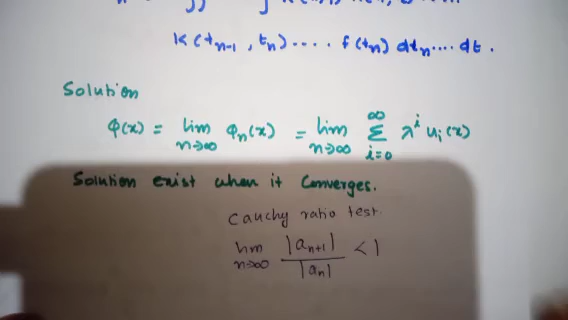 K(t_{n-1}, t_n).... f(t_n) dt_n....dt.
Solution
φ(x) = lim_{n→∞} φ_n(x) = lim_{n→∞} ∑_{i=0}^{∞} λ^i u_i(x)
Solution exist when it Converges.
Cauchy ratio test
lim_{n→∞} |a_{n+1}| / |a_n| < 1